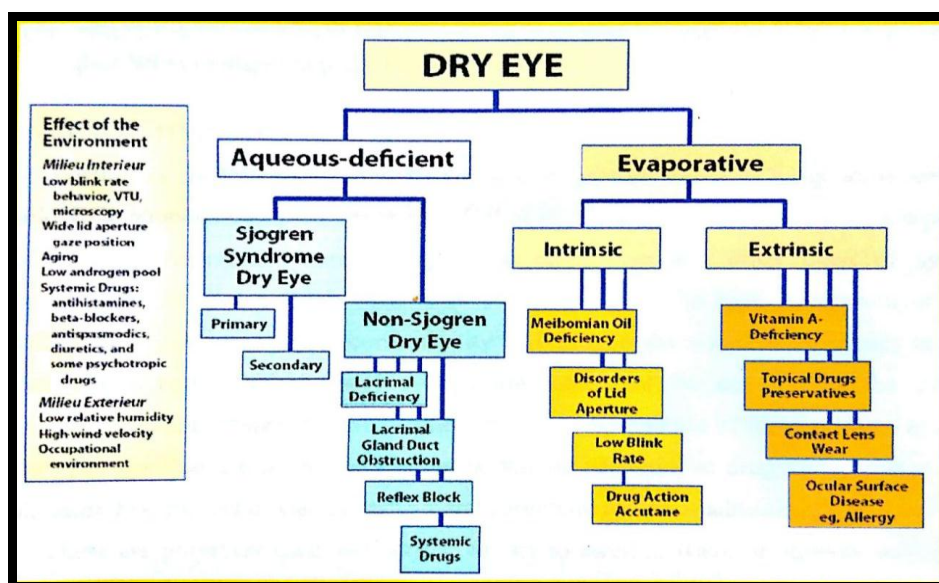 DRY EYE
Effect of the
Environment
Milieu Interieur
Low blink rate
behavior, VTU,
microscopy
Wide lid aperture
gaze position
Aging
Low androgen pool
Systemic Drugs:
antihistamines,
beta-blockers,
antispasmodics,
diuretics, and
some psychotropic
drugs
Milieu Exterieur
Low relative humidity
High wind velocity
Occupational
environment
Aqueous-deficient
Sjogren
Syndrome
Dry Eye
Primary
Secondary
Non-Sjogren
Dry Eye
Lacrimal
Deficiency
Lacrimal
Gland Duct
Obstruction
Reflex Block
Systemic
Drugs
Evaporative
Intrinsic
Meibomian Oil
Deficiency
Disorders
of Lid
Aperture
Low Blink
Rate
Drug Action
Accutane
Extrinsic
Vitamin A-
Deficiency
Topical Drugs
Preservatives
Contact Lens
Wear
Ocular Surface
Disease
eg, Allergy